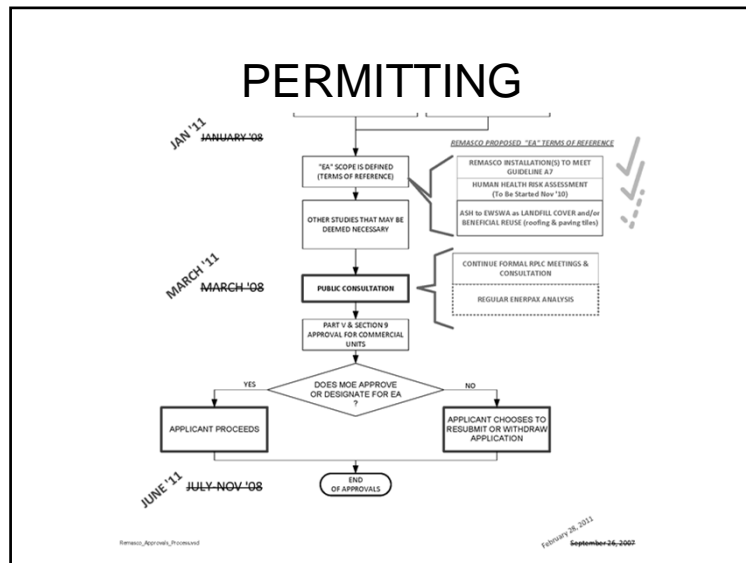 PERMITTING
JAN '11
JANUARY '08
REMASCO PROPOSED "EA" TERMS OF REFERENCE
"EA" SCOPE IS DEFINED
(TERMS OF REFERENCE)
REMASCO INSTALLATION(S) TO MEET
GUIDELINE A7
HUMAN HEALTH RISK ASSESSMENT
(To Be Started Nov '10)
ASH to EWSWA as LANDFILL COVER and/or
BENEFICIAL REUSE (roofing & paving tiles)
OTHER STUDIES THAT MAY BE
DEEMED NECESSARY
MARCH '11
MARCH '08
PUBLIC CONSULTATION
CONTINUE FORMAL RPLC MEETINGS &
CONSULTATION
REGULAR ENERPAX ANALYSIS
PART V & SECTION 9
APPROVAL FOR COMMERCIAL
UNITS
YES
DOES MOE APPROVE
OR DESIGNATE FOR EA
?
NO
APPLICANT PROCEEDS
APPLICANT CHOOSES TO
RESUBMIT OR WITHDRAW
APPLICATION
JUNE '11
JULY-NOV '08
END
OF APPROVALS
Remasco_Approvals_Process.vsd
February 28, 2011
September 26, 2007